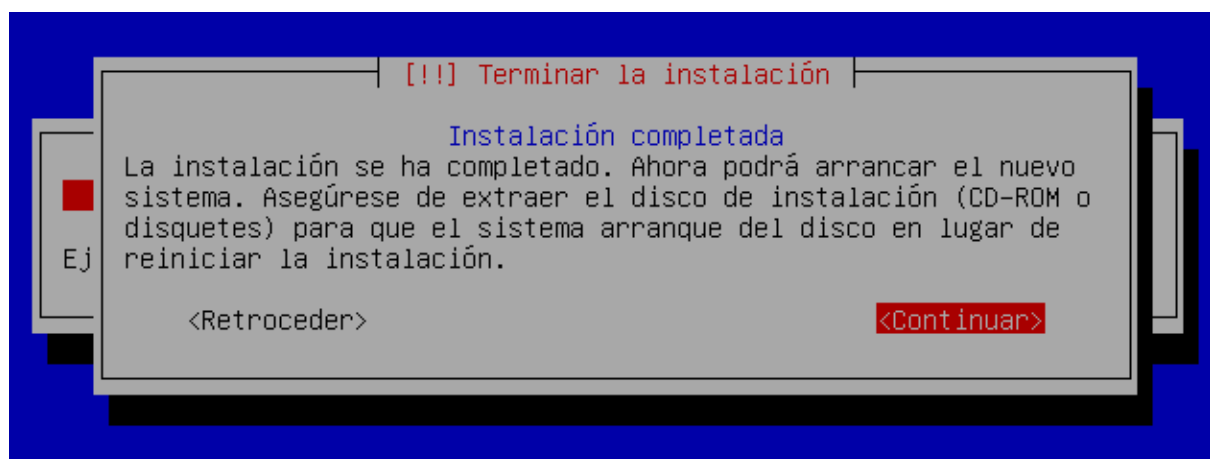 [!!] Terminar la instalación
Instalación completada
La instalación se ha completado. Ahora podrá arrancar el nuevo
sistema. Asegúrese de extraer el disco de instalación (CD-ROM o
disquetes) para que el sistema arranque del disco en lugar de
Ej reiniciar la instalación.
<Retroceder> <Continuar>